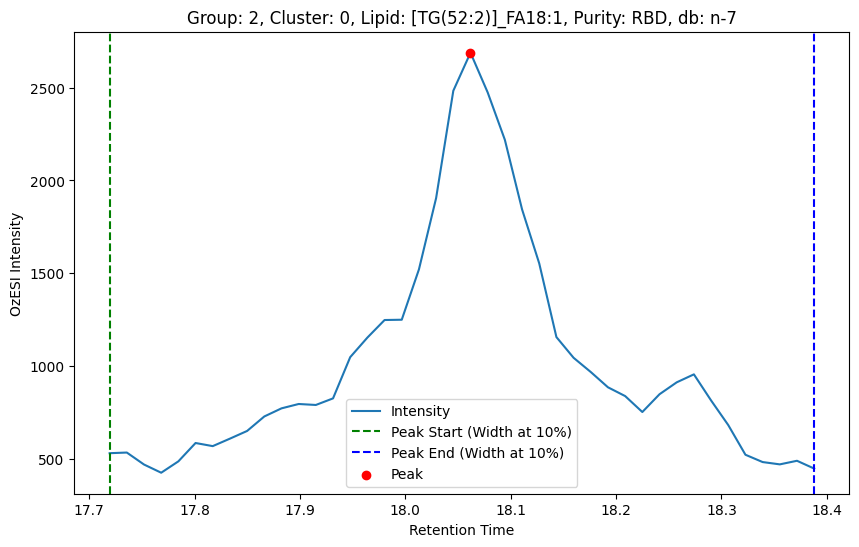 Group: 2, Cluster: 0, Lipid: [TG(52:2)]_FA18:1, Purity: RBD, db: n-7
OzESI Intensity
2500
2000
1500
1000
500
Intensity
Peak Start (Width at 10%)
Peak End (Width at 10%)
Peak
17.7 17.8 17.9 18.0 18.1 18.2 18.3 18.4
Retention Time